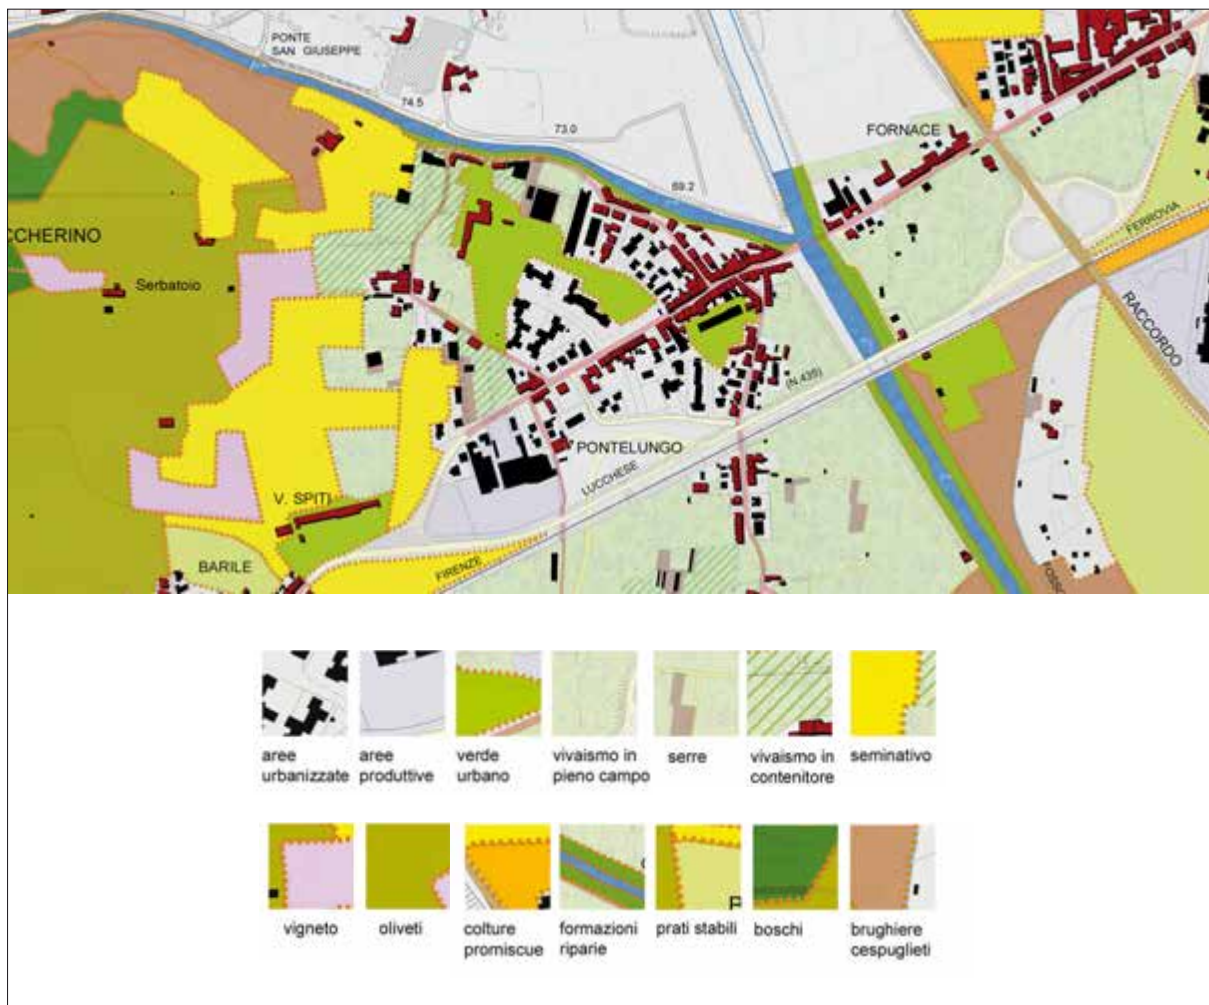 PONTE
SAN GIUSEPPE
74.5
73.0
FORNACE
69.2
FERROVIA
CCHERINO
Serbatoio
RACCORDO
(N.435)
PONTELUNGO
LUCCHESE
V. SPITI
BARILE
FIRENZE
FOSSO
aree
urbanizzate
aree
produttive
verde
urbano
vivaismo in
pieno campo
serre
vivaismo in
contenitore
seminativo
P
vigneto
oliveti
colture
promiscue
formazioni
riparie
prati stabili
boschi
brughiere
cespuglieti